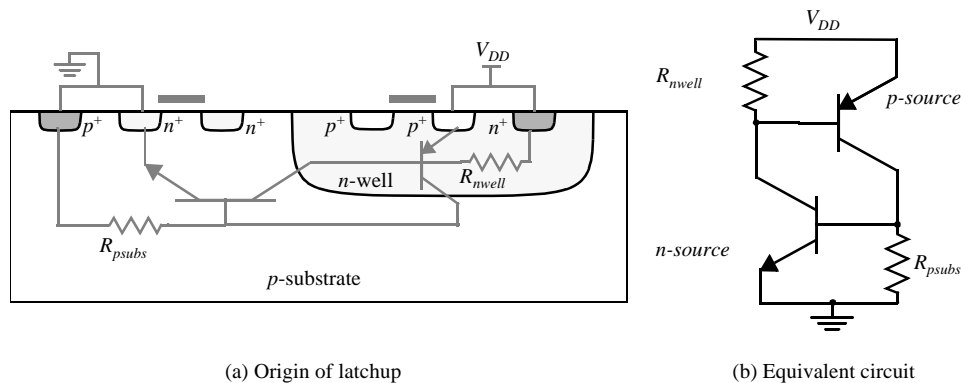 V_DD
p+ n+ n+ p+ p+ n+
n-well
R_nwell
R_psubs
p-substrate
(a) Origin of latchup
V_DD
R_nwell
p-source
n-source
R_psubs
(b) Equivalent circuit